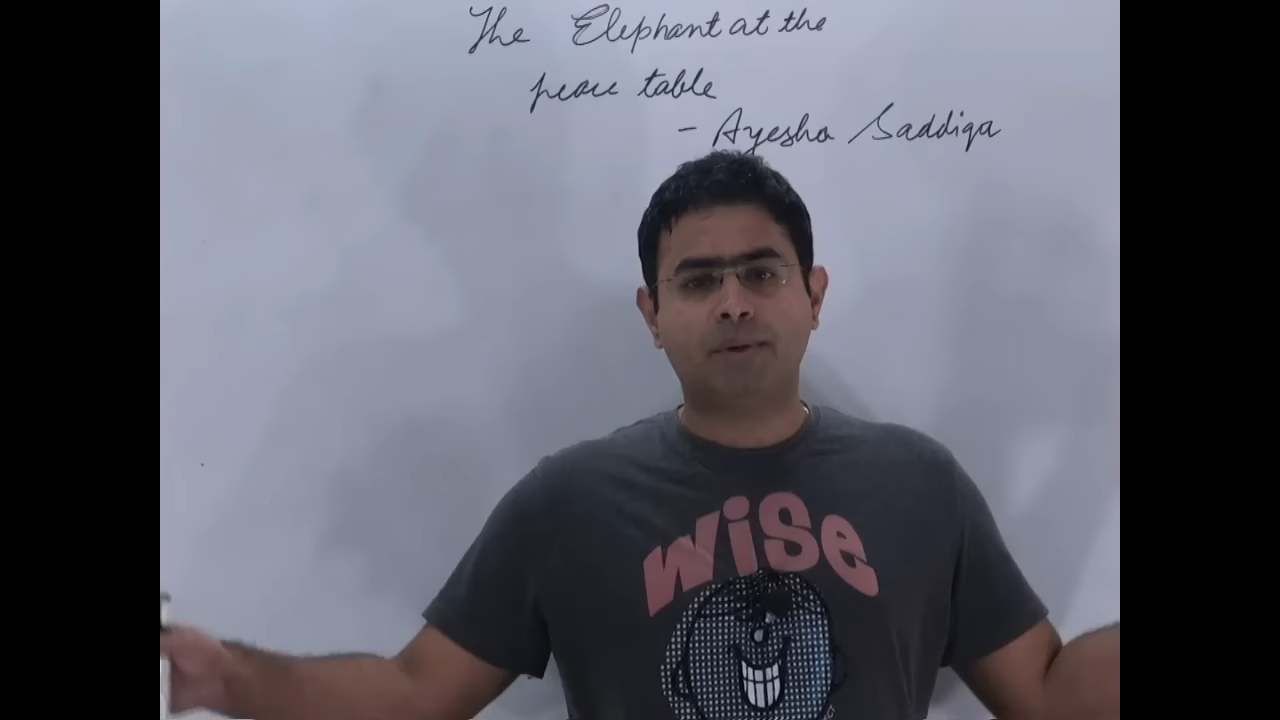 The Elephant at the
peace table
- Ayesha Saddiqa
WiSe